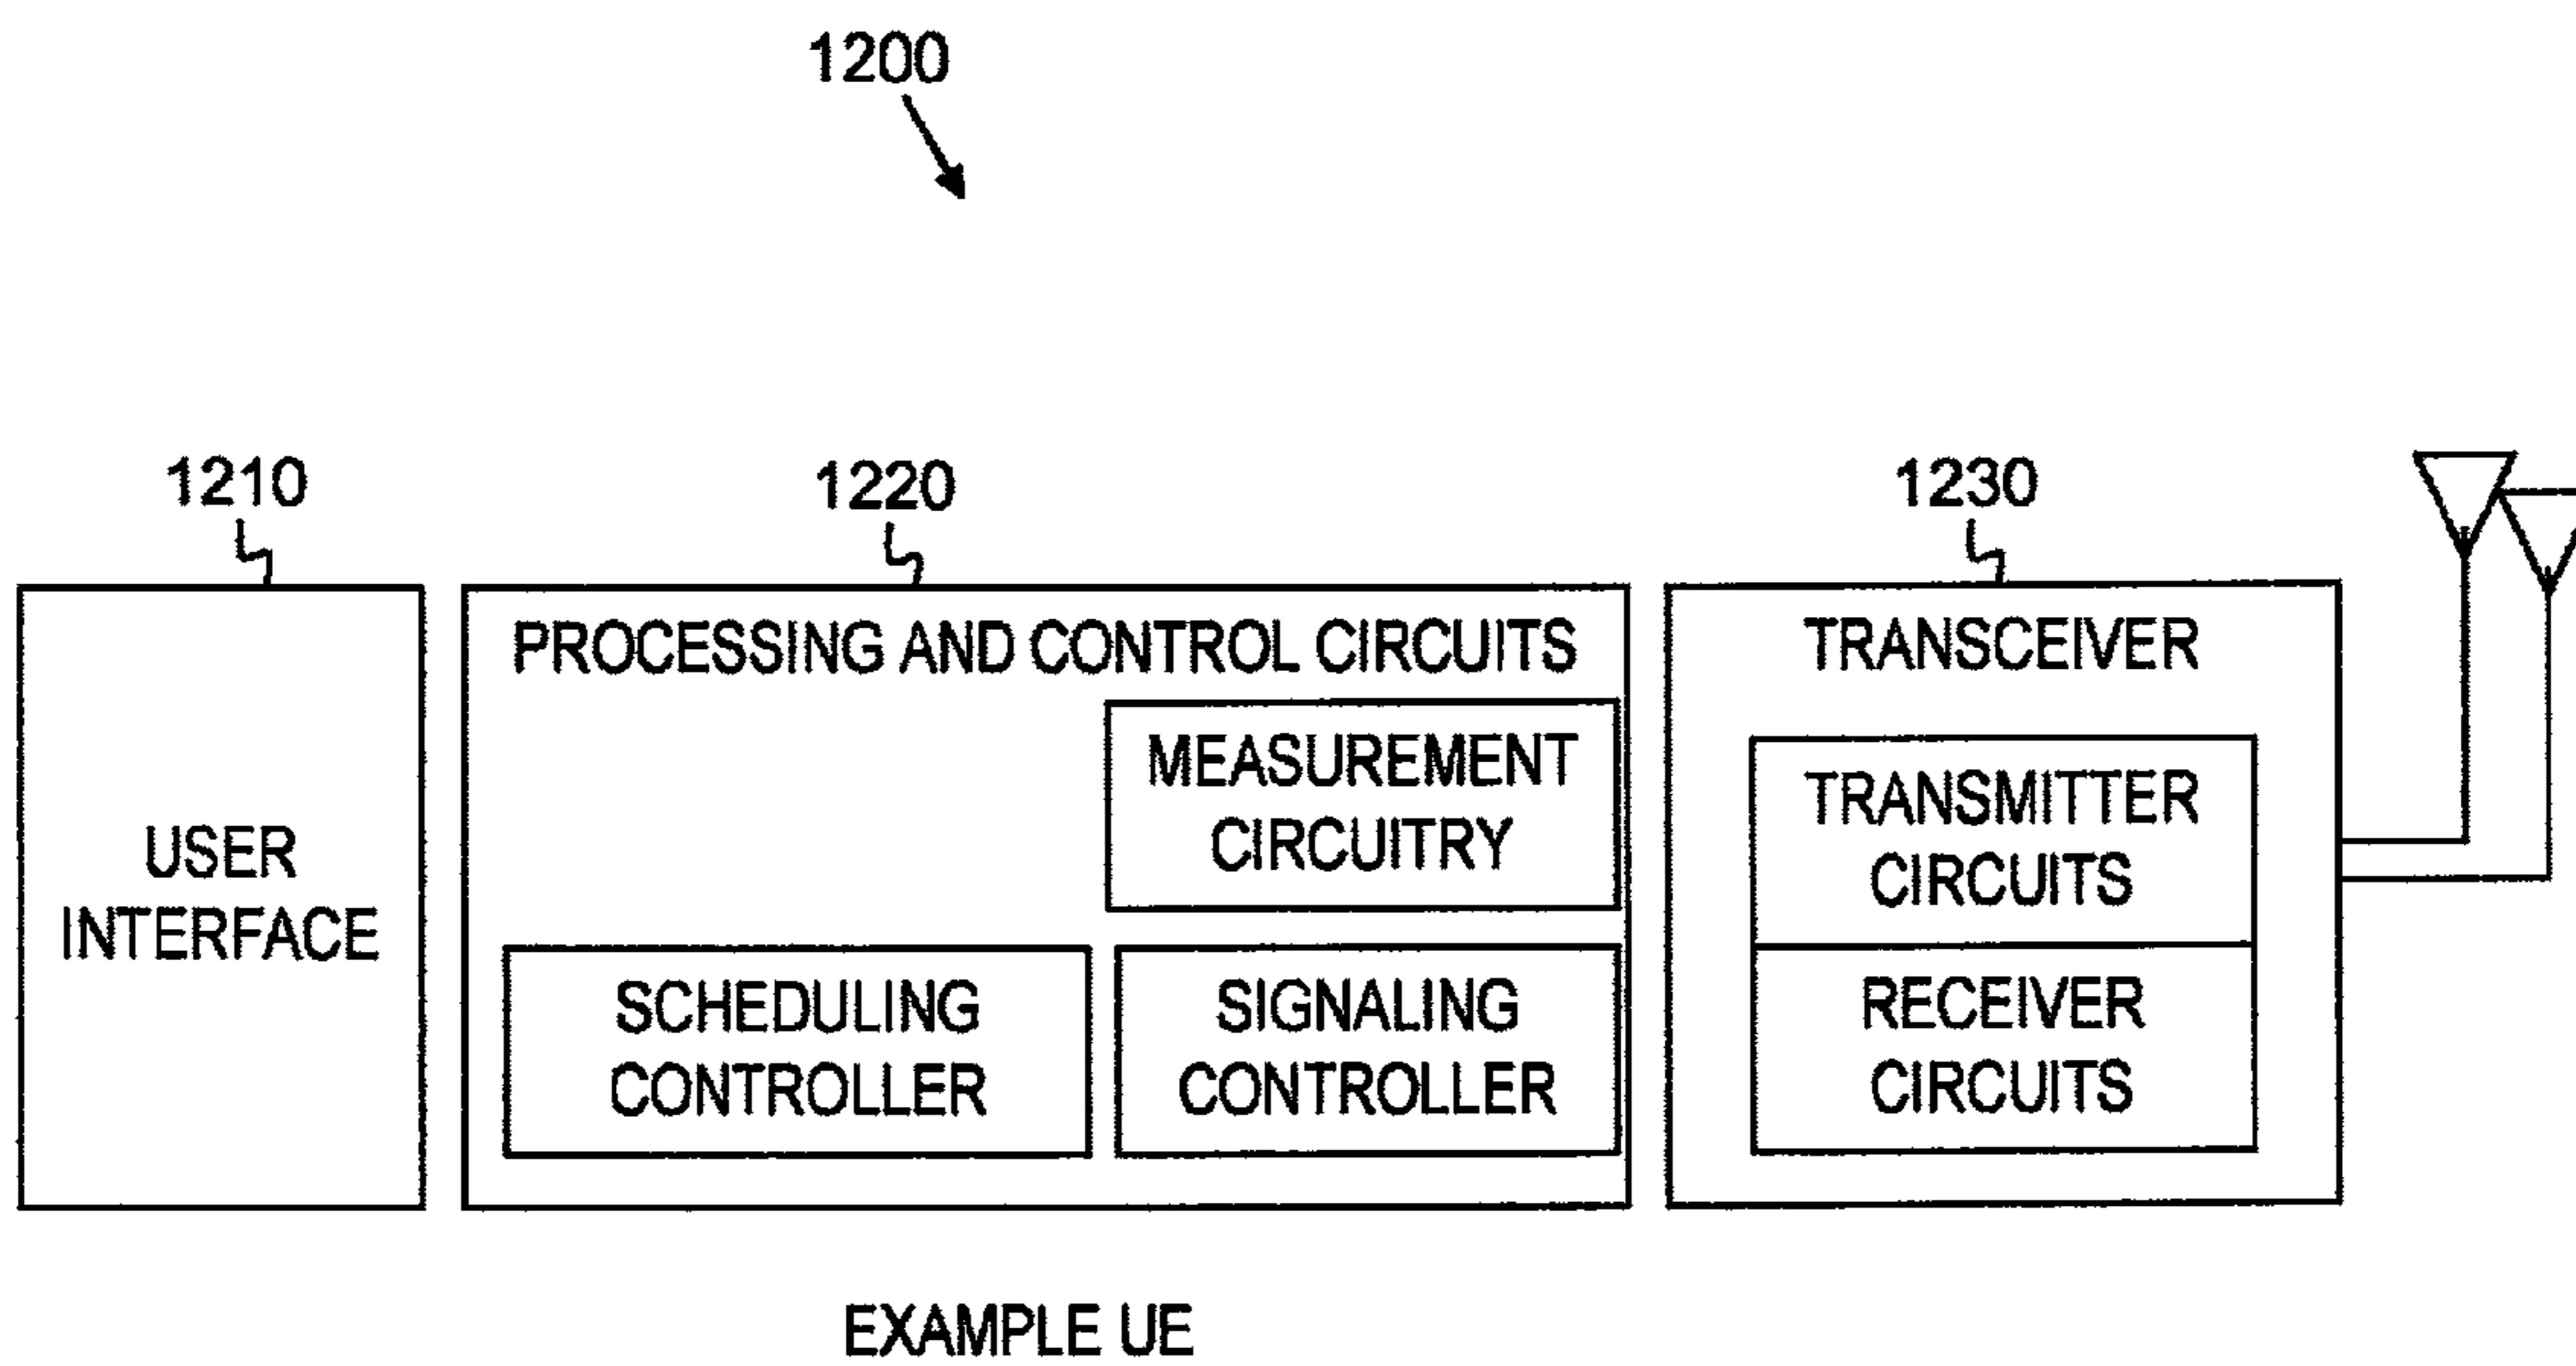 1200
1210
1220
1230
USER
INTERFACE
PROCESSING AND CONTROL CIRCUITS
MEASUREMENT
CIRCUITRY
SCHEDULING
CONTROLLER
SIGNALING
CONTROLLER
TRANSCEIVER
TRANSMITTER
CIRCUITS
RECEIVER
CIRCUITS
EXAMPLE UE